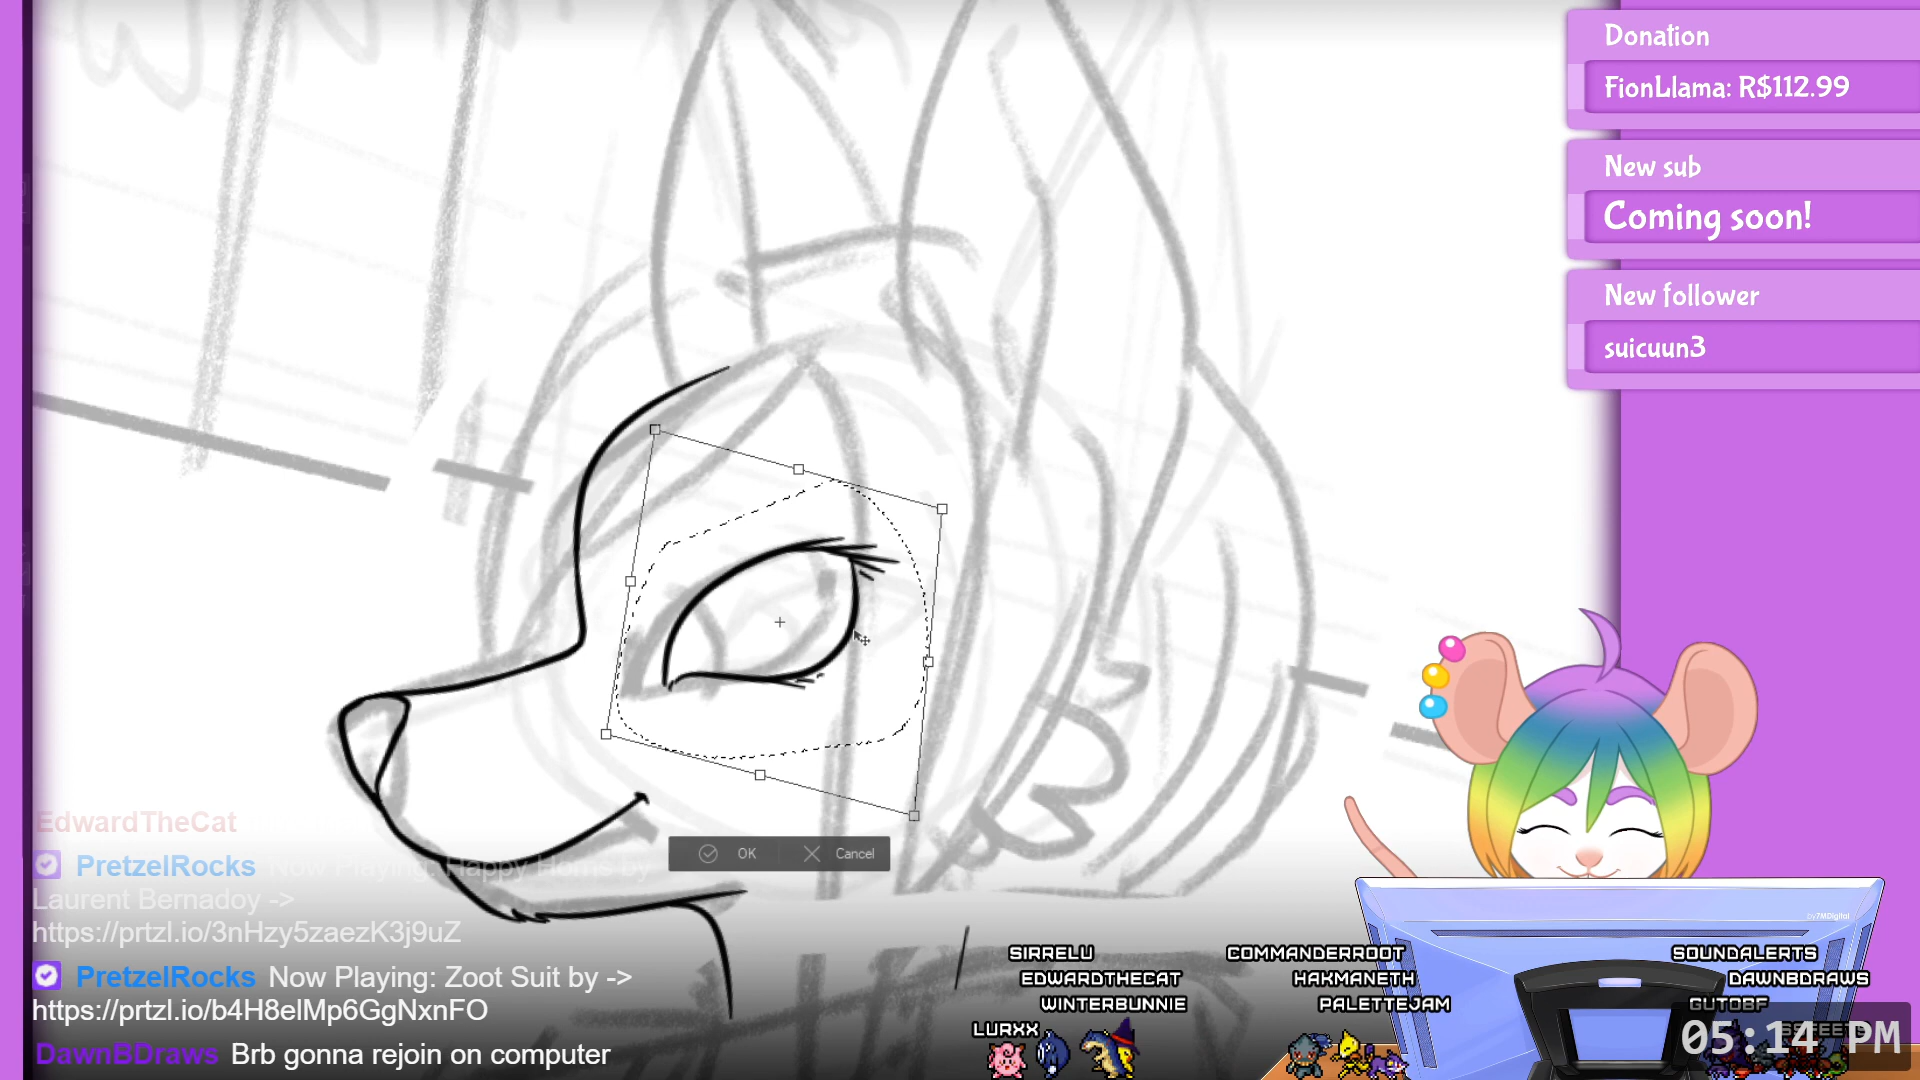 Donation
FionLlama: R$112.99
New sub
Coming soon!
New follower
suicuun3
OK
Cancel
EdwardTheCat
PretzelRocks Now Playing: Happy Horns by
Laurent Bernadoy ->
https://prtzl.io/3nHzy5zaezK3j9uZ
PretzelRocks Now Playing: Zoot Suit by ->
https://prtzl.io/b4H8elMp6GgNxnFO
DawnBDraws Brb gonna rejoin on computer
SIRRELU
EDWARDTHECAT
WINTERBUNNIE
LURXX
COMMANDERROOT
HAKMANETH
PALETTEJAM
by7MDigital
SOUNDALERTS
DAWNBDRAWS
GUTOBF
05:14 PM